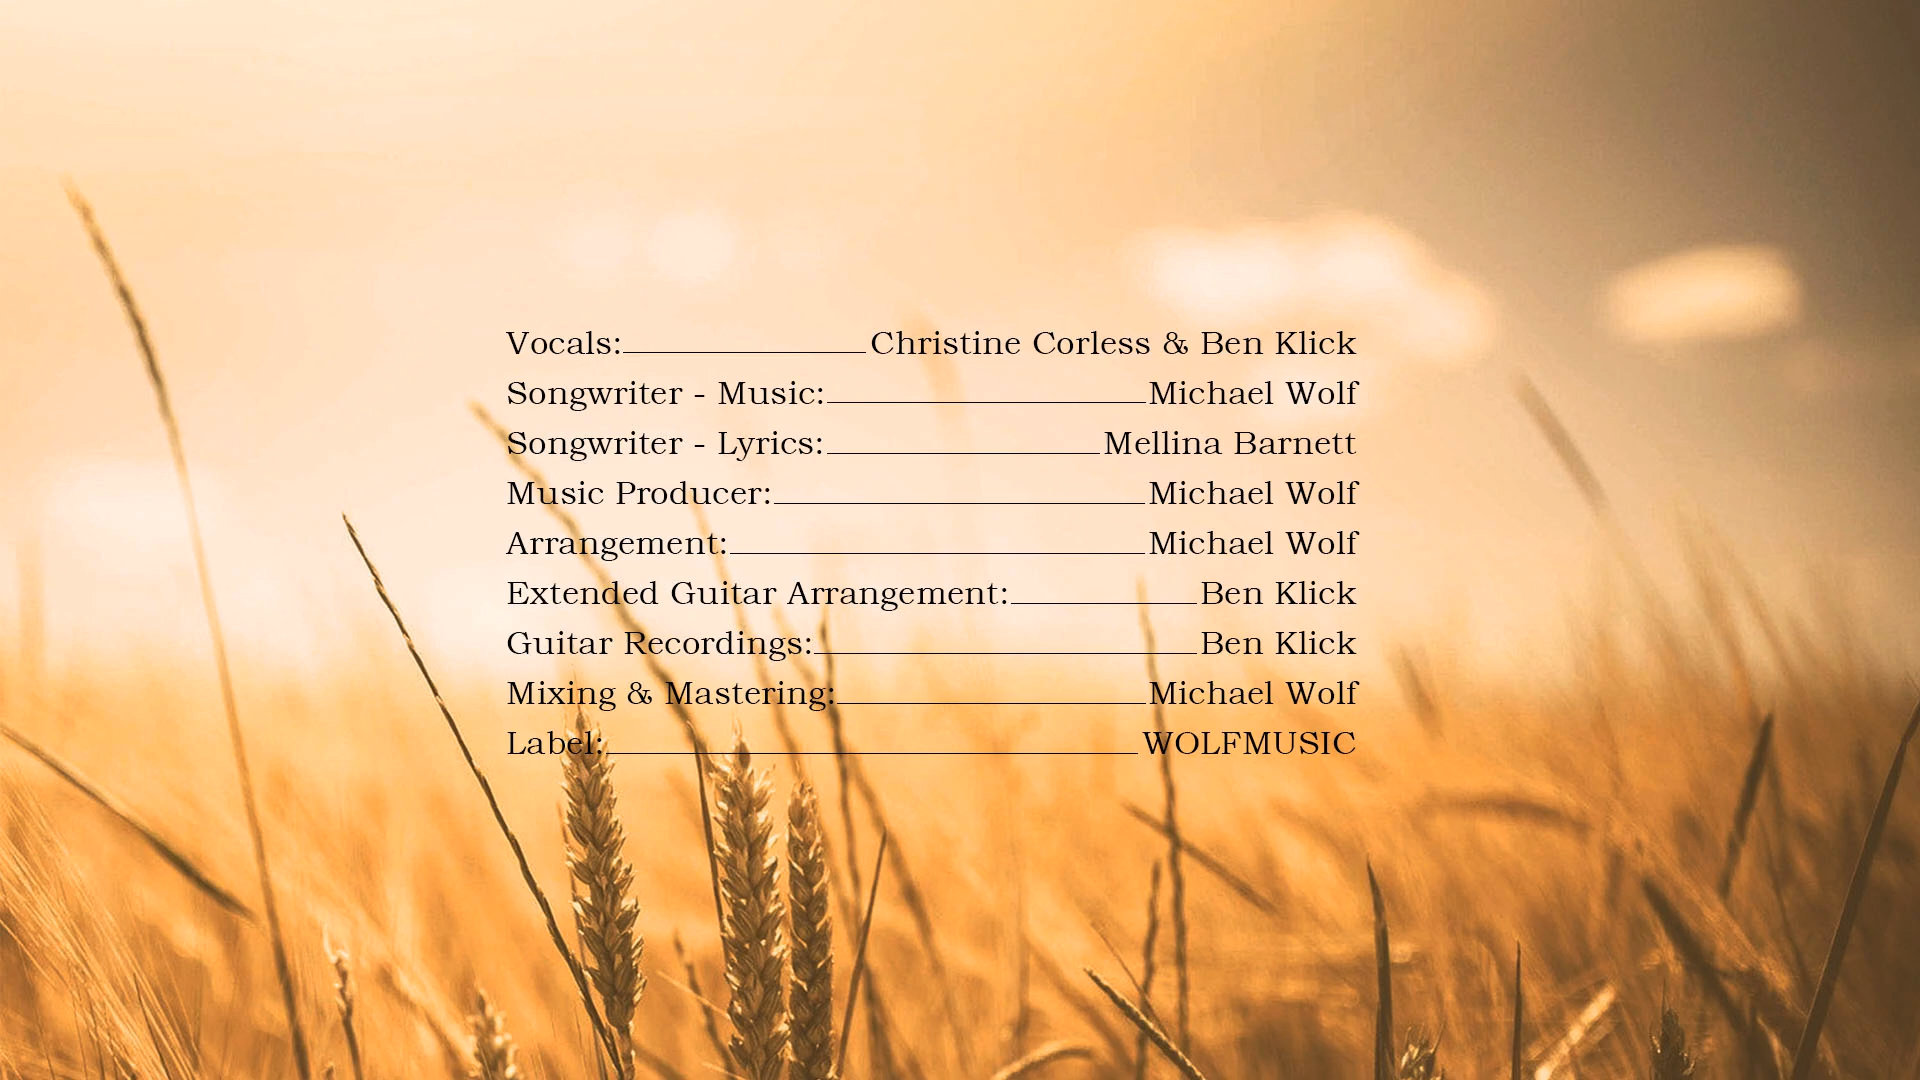 Vocals: Christine Corless & Ben Klick
Songwriter - Music: Michael Wolf
Songwriter - Lyrics: Mellina Barnett
Music Producer: Michael Wolf
Arrangement: Michael Wolf
Extended Guitar Arrangement: Ben Klick
Guitar Recordings: Ben Klick
Mixing & Mastering: Michael Wolf
Label: WOLFMUSIC